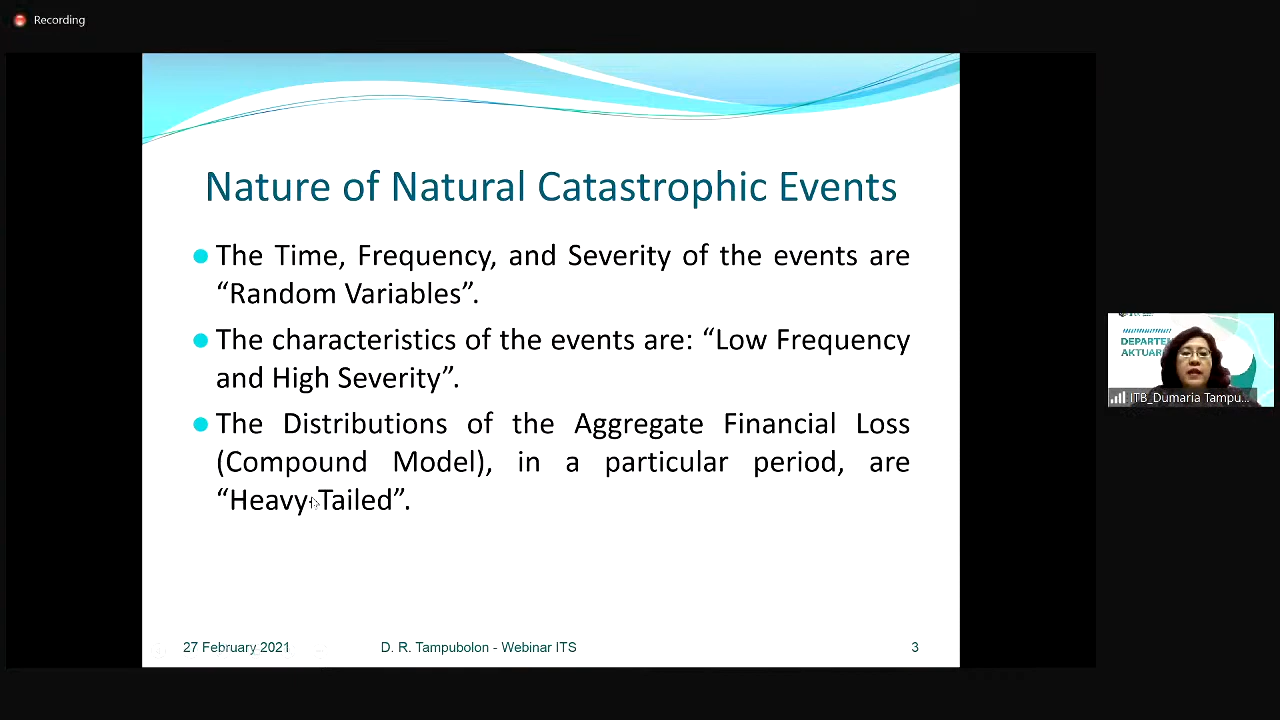 Recording
Nature of Natural Catastrophic Events
The Time, Frequency, and Severity of the events are
“Random Variables”.
The characteristics of the events are: “Low Frequency
and High Severity”.
The Distributions of the Aggregate Financial Loss
(Compound Model), in a particular period, are
“Heavy-Tailed”.
27 February 2021
D. R. Tampubolon - Webinar ITS
3
ITB_Dumaria Tampu...